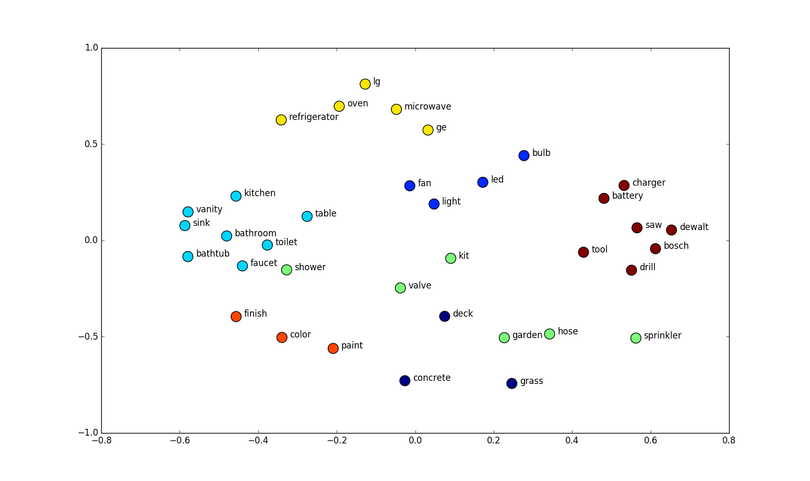 1.0
lg
oven
microwave
refrigerator
ge
0.5
bulb
led
fan
charger
battery
kitchen
light
vanity
table
sink
saw
dewalt
bathroom
0.0
toilet
bosch
tool
bathtub
kit
faucet
shower
drill
valve
finish
deck
−0.5
color
garden
hose
sprinkler
paint
concrete
grass
−1.0
−0.8 −0.6 −0.4 −0.2 0.0 0.2 0.4 0.6 0.8